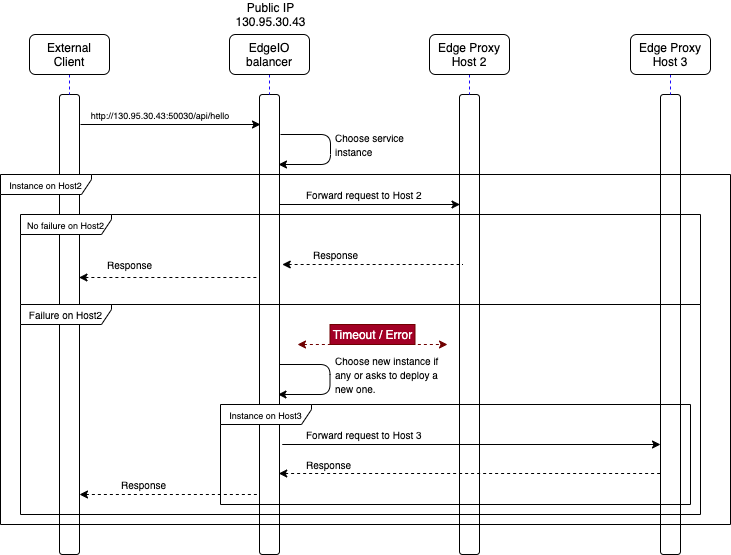 Public IP
130.95.30.43
External
Client
EdgeIO
balancer
Edge Proxy
Host 2
Edge Proxy
Host 3
http://130.95.30.43:50030/api/hello
Choose service
instance
Instance on Host2
Forward request to Host 2
No failure on Host2
Response
Response
Failure on Host2
Timeout / Error
Choose new instance if
any or asks to deploy a
new one.
Instance on Host3
Forward request to Host 3
Response
Response